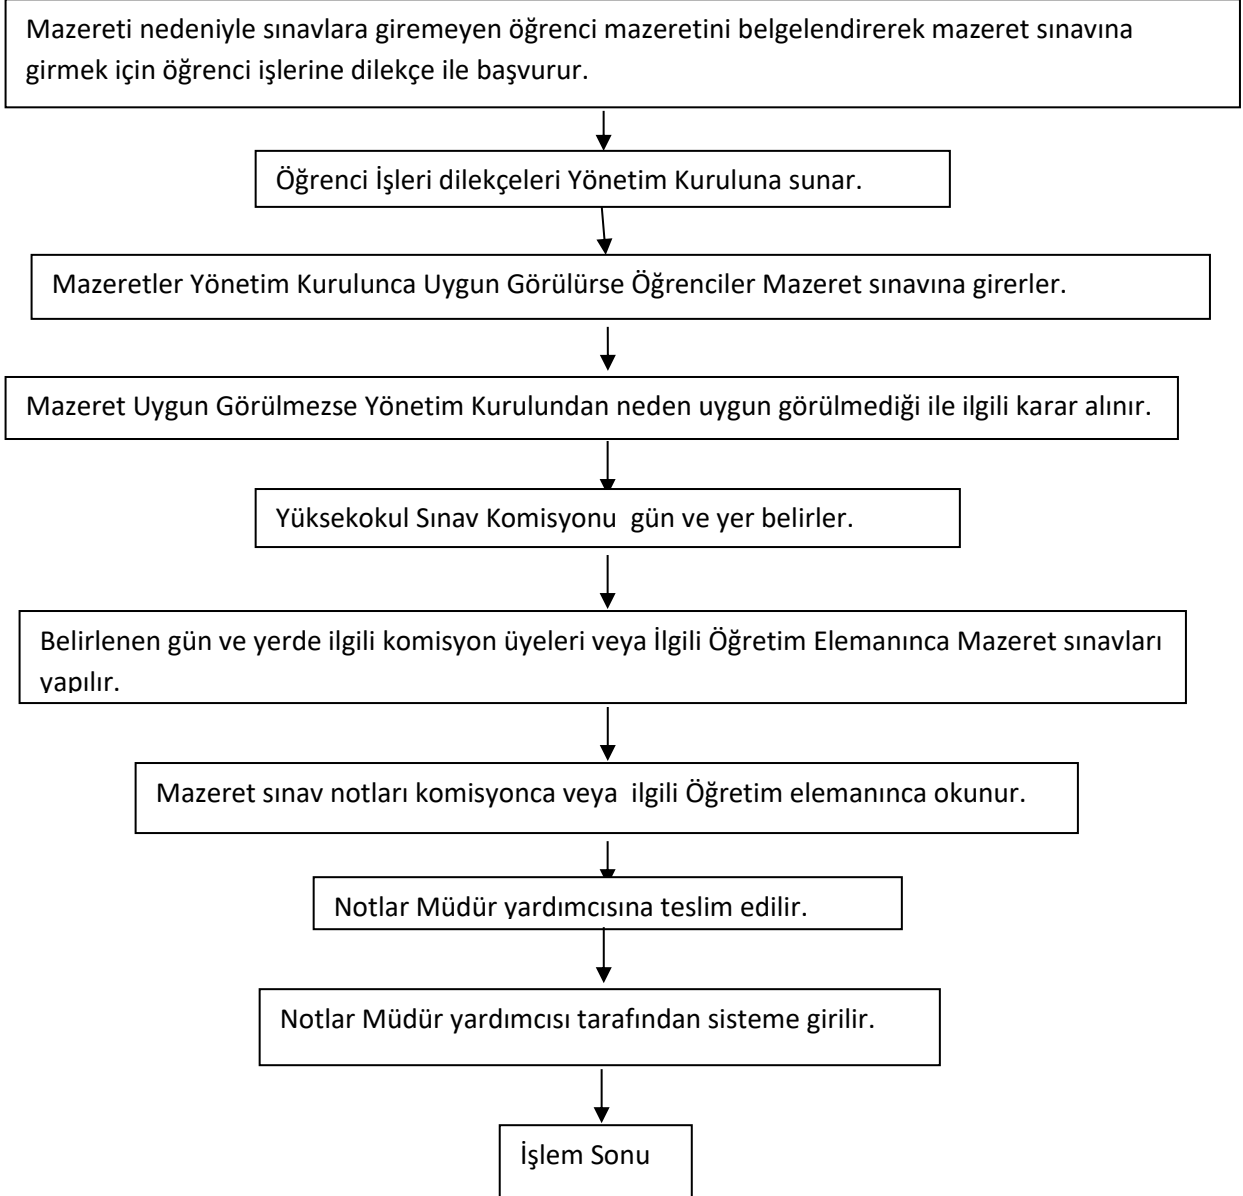 Mazereti nedeniyle sınavlara giremeyen öğrenci mazeretini belgelendirerek mazeret sınavına
girmek için öğrenci işlerine dilekçe ile başvurur.
Öğrenci İşleri dilekçeleri Yönetim Kuruluna sunar.
Mazeretler Yönetim Kurulunca Uygun Görülürse Öğrenciler Mazeret sınavına girerler.
Mazeret Uygun Görülmezse Yönetim Kurulundan neden uygun görülmediği ile ilgili karar alınır.
Yüksekokul Sınav Komisyonu  gün ve yer belirler.
Belirlenen gün ve yerde ilgili komisyon üyeleri veya İlgili Öğretim Elemanınca Mazeret sınavları
yapılır.
Mazeret sınav notları komisyonca veya  ilgili Öğretim elemanınca okunur.
Notlar Müdür yardımcısına teslim edilir.
Notlar Müdür yardımcısı tarafından sisteme girilir.
İşlem Sonu